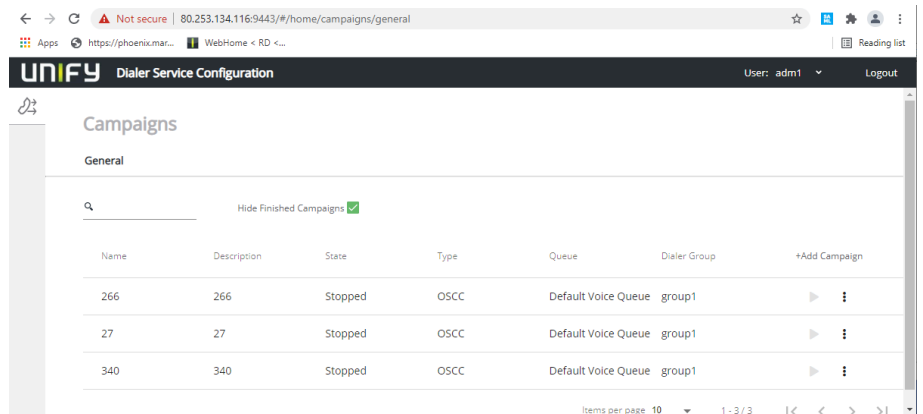 Not secure | 80.253.134.116:9443/#/home/campaigns/general
Apps https://phoenix.mar... WebHome < RD <... Reading list
UNIFY Dialer Service Configuration User: adm1 Logout
Campaigns
General
Hide Finished Campaigns
Name Description State Type Queue Dialer Group +Add Campaign
266 266 Stopped OSCC Default Voice Queue group1
27 27 Stopped OSCC Default Voice Queue group1
340 340 Stopped OSCC Default Voice Queue group1
Items per page 10 1 - 3 / 3